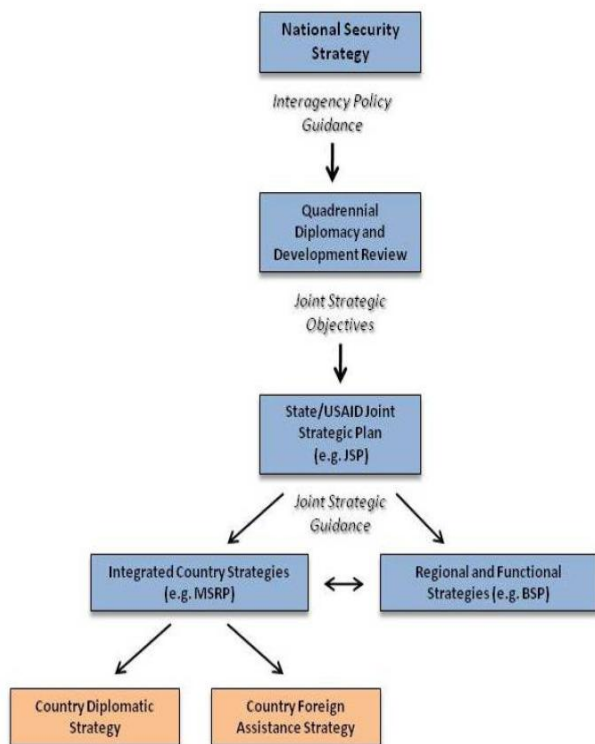 National Security
Strategy
Interagency Policy
Guidance
Quadrennial
Diplomacy and
Development Review
Joint Strategic
Objectives
State/USAID Joint
Strategic Plan
(e.g. JSP)
Joint Strategic
Guidance
Integrated Country Strategies
(e.g. MSRP)
Regional and Functional
Strategies (e.g. BSP)
Country Diplomatic
Strategy
Country Foreign
Assistance Strategy